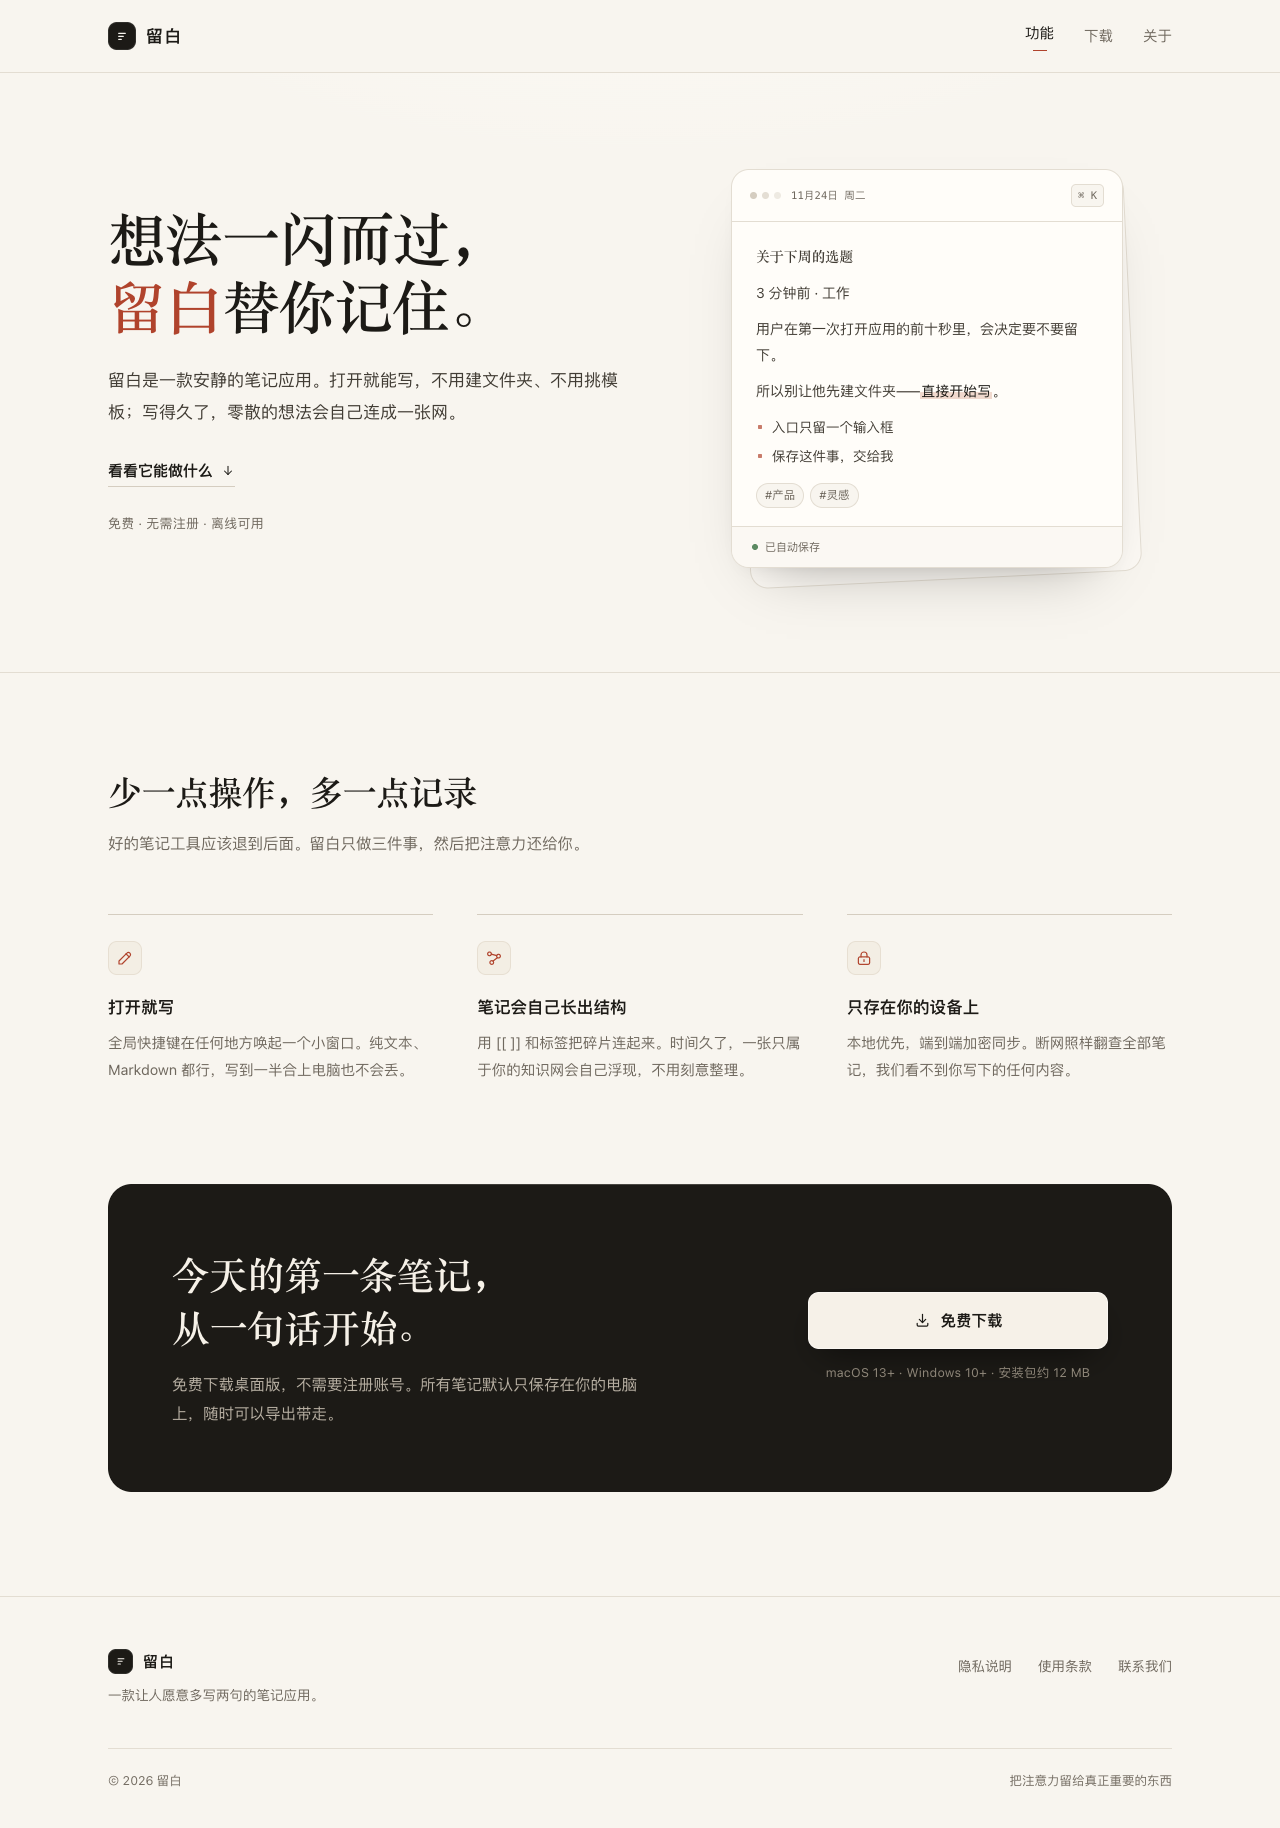 留白
功能
下载
关于
想法一闪而过，
留白替你记住。
留白是一款安静的笔记应用。打开就能写，不用建文件夹、不用挑模
板；写得久了，零散的想法会自己连成一张网。
看看它能做什么 ↓
免费 · 无需注册 · 离线可用
11月24日 周二
⌘ K
关于下周的选题
3 分钟前 · 工作
用户在第一次打开应用的前十秒里，会决定要不要留
下。
所以别让他先建文件夹——直接开始写。
入口只留一个输入框
保存这件事，交给我
#产品
#灵感
已自动保存
少一点操作，多一点记录
好的笔记工具应该退到后面。留白只做三件事，然后把注意力还给你。
打开就写
全局快捷键在任何地方唤起一个小窗口。纯文本、
Markdown 都行，写到一半合上电脑也不会丢。
笔记会自己长出结构
用 [[ ]] 和标签把碎片连起来。时间久了，一张只属
于你的知识网会自己浮现，不用刻意整理。
只存在你的设备上
本地优先，端到端加密同步。断网照样翻查全部笔
记，我们看不到你写下的任何内容。
今天的第一条笔记，
从一句话开始。
免费下载桌面版，不需要注册账号。所有笔记默认只保存在你的电脑
上，随时可以导出带走。
免费下载
macOS 13+ · Windows 10+ · 安装包约 12 MB
留白
一款让人愿意多写两句的笔记应用。
隐私说明
使用条款
联系我们
© 2026 留白
把注意力留给真正重要的东西